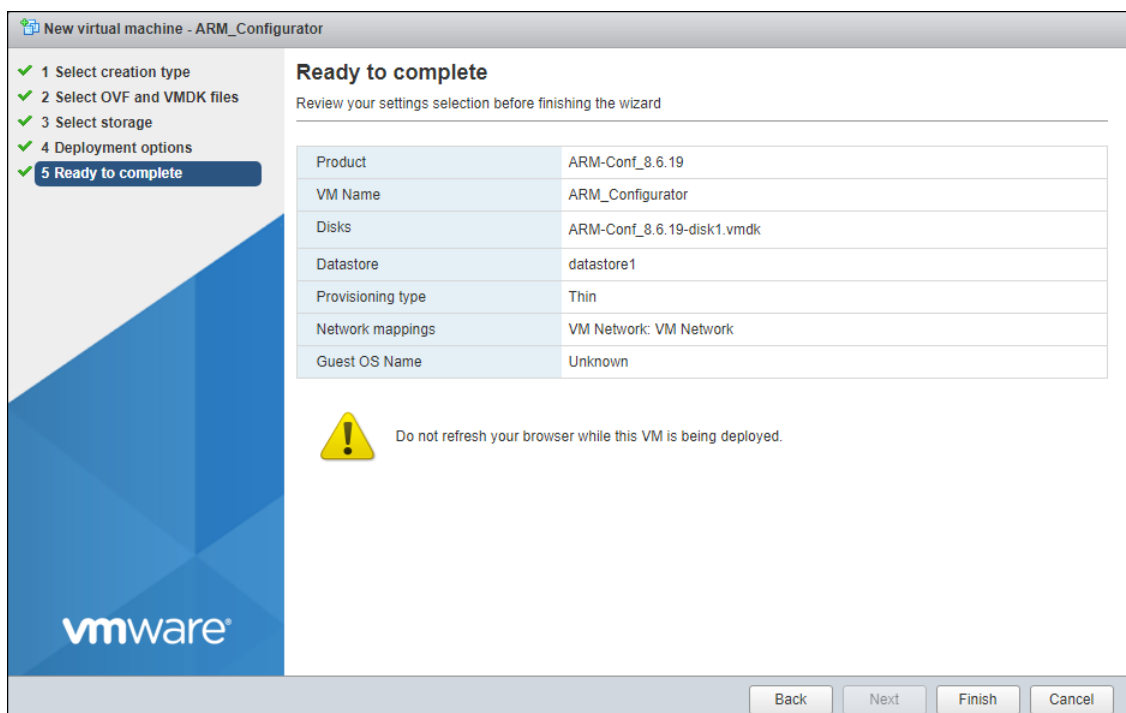 New virtual machine - ARM_Configurator
1 Select creation type
2 Select OVF and VMDK files
3 Select storage
4 Deployment options
5 Ready to complete
Ready to complete
Review your settings selection before finishing the wizard
Product ARM-Conf_8.6.19
VM Name ARM_Configurator
Disks ARM-Conf_8.6.19-disk1.vmdk
Datastore datastore1
Provisioning type Thin
Network mappings VM Network: VM Network
Guest OS Name Unknown
Do not refresh your browser while this VM is being deployed.
vmware®
Back Next Finish Cancel